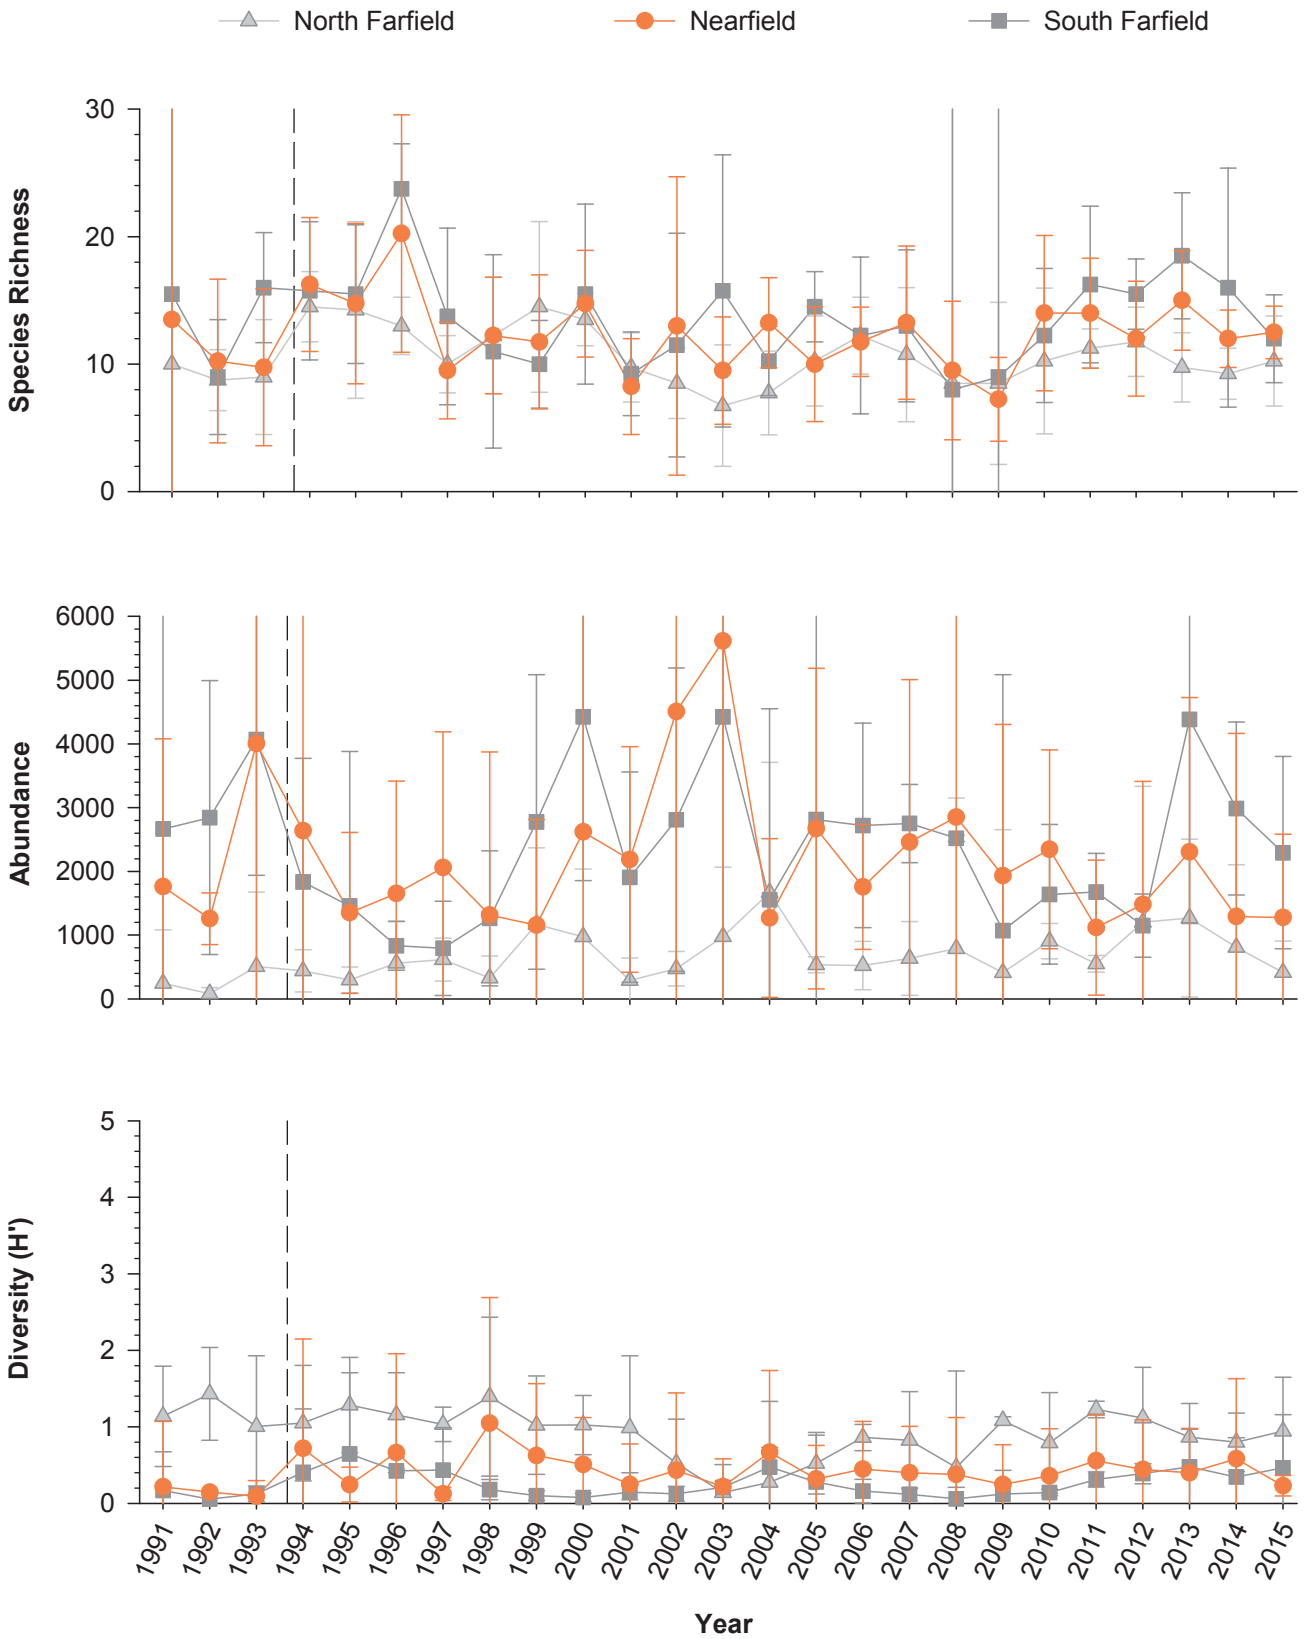 North Farfield Nearfield South Farfield
Species Richness
30
20
10
0
Abundance
6000
5000
4000
3000
2000
1000
0
Diversity (H')
5
4
3
2
1
0
1991 1992 1993 1994 1995 1996 1997 1998 1999 2000 2001 2002 2003 2004 2005 2006 2007 2008 2009 2010 2011 2012 2013 2014 2015
Year